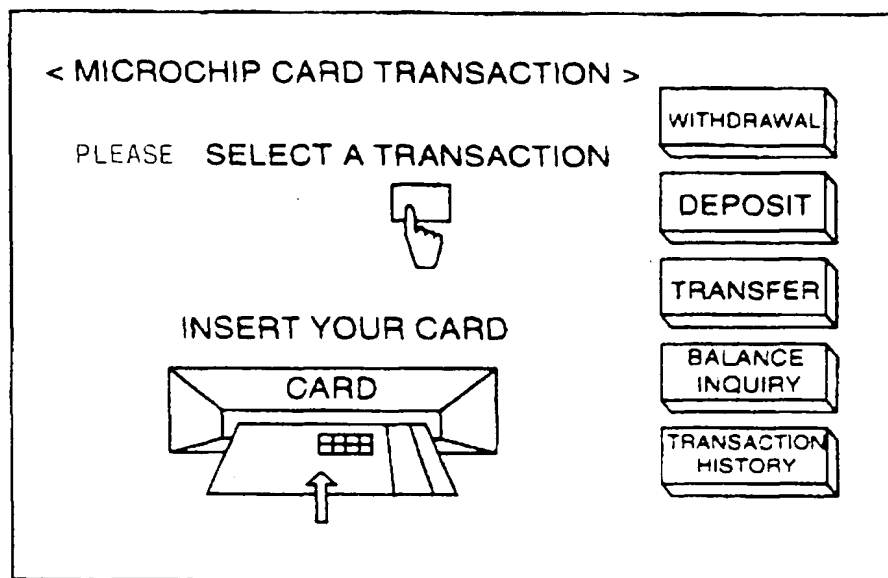 < MICROCHIP CARD TRANSACTION >
PLEASE SELECT A TRANSACTION
INSERT YOUR CARD
CARD
WITHDRAWAL
DEPOSIT
TRANSFER
BALANCE
INQUIRY
TRANSACTION
HISTORY